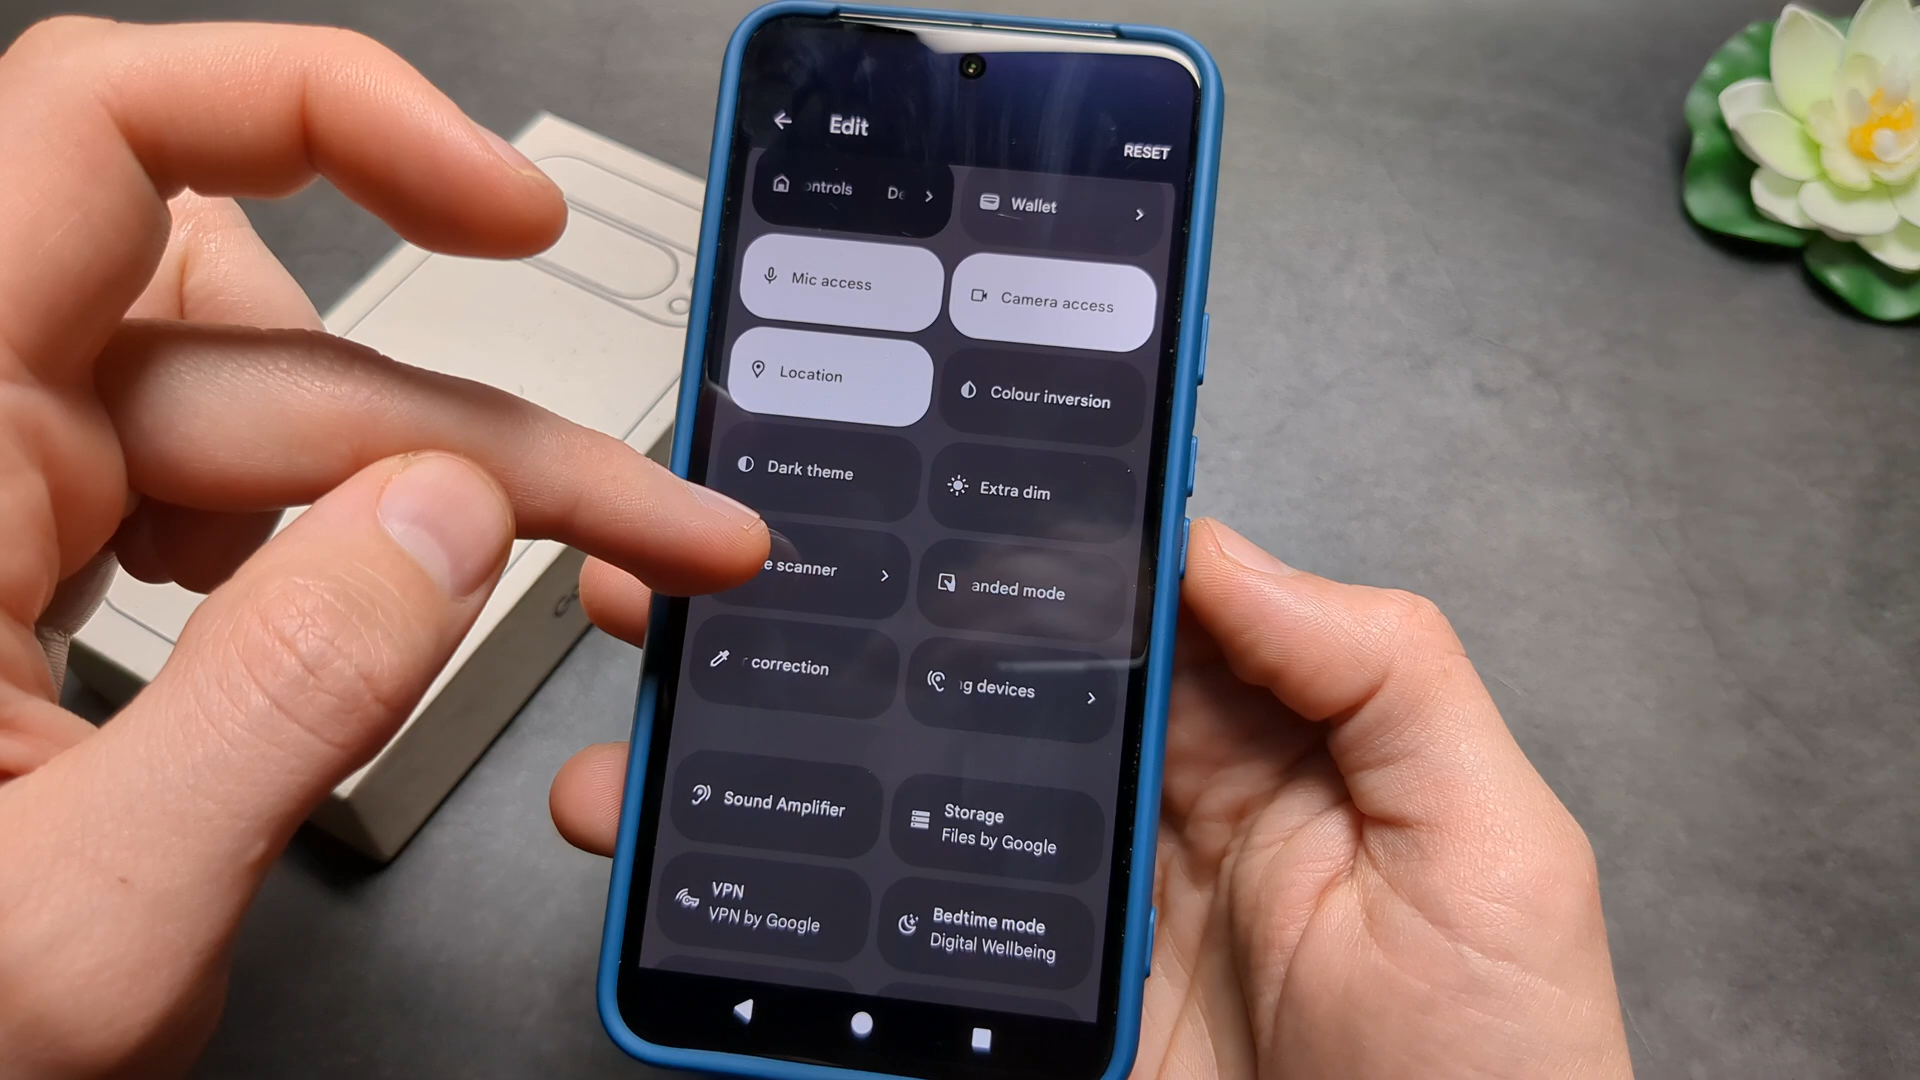 Edit
RESET
ontrols De
Wallet
Mic access
Camera access
Location
Colour inversion
Dark theme
Extra dim
e scanner
anded mode
correction
g devices
Sound Amplifier
Storage
Files by Google
VPN
VPN by Google
Bedtime mode
Digital Wellbeing